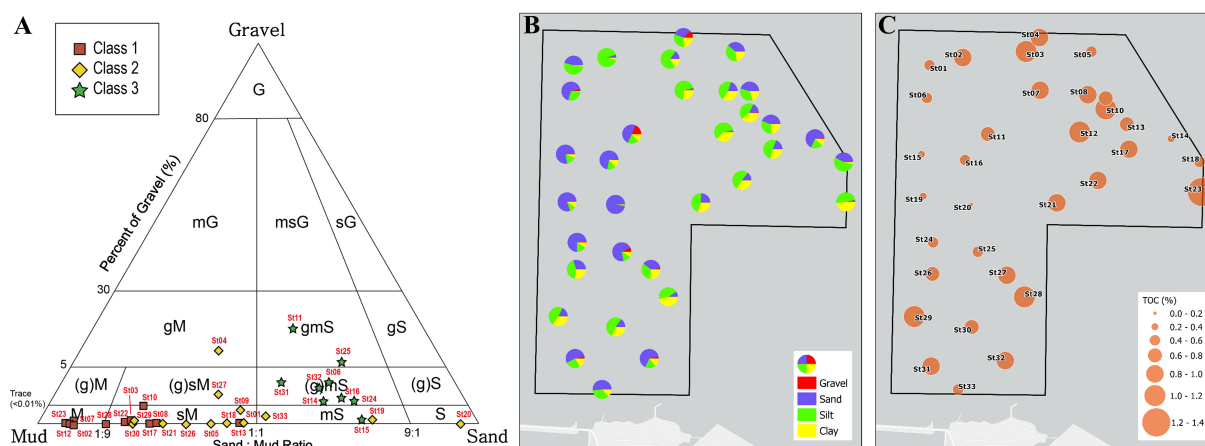 A
Gravel
Class 1
Class 2
Class 3
G
80
Percent of Gravel (%)
mG
msG
sG
30
gM
gmS
gS
St11
St04
St25
5
(g)M
(g)sM
(g)mS
(g)S
St32
St06
St31
St27
St16
St14
St24
Trace
(<0.01%)
M
sM
mS
S
St03
St10
St09
St23
St07
St22
St29
St08
St18
St01
St33
St19
St20
St12
St02
St28
St30
St17
St21
St26
St05
St13
St15
Mud
1:9
1:1
9:1
Sand
Sand : Mud Ratio
B
Gravel
Sand
Silt
Clay
C
St04
St02
St03
St05
St01
St06
St07
St08
St10
St11
St12
St13
St14
St15
St16
St17
St18
St19
St20
St21
St22
St23
St24
St25
St26
St27
St28
St29
St30
St31
St32
St33
TOC (%)
0.0 - 0.2
0.2 - 0.4
0.4 - 0.6
0.6 - 0.8
0.8 - 1.0
1.0 - 1.2
1.2 - 1.4